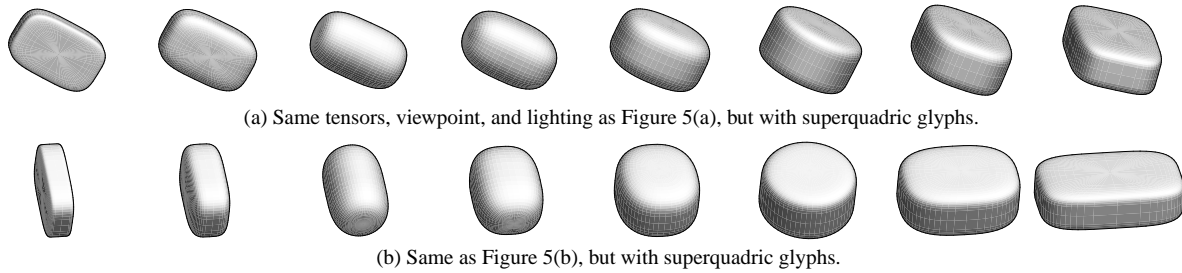 (a) Same tensors, viewpoint, and lighting as Figure 5(a), but with superquadric glyphs.
(b) Same as Figure 5(b), but with superquadric glyphs.